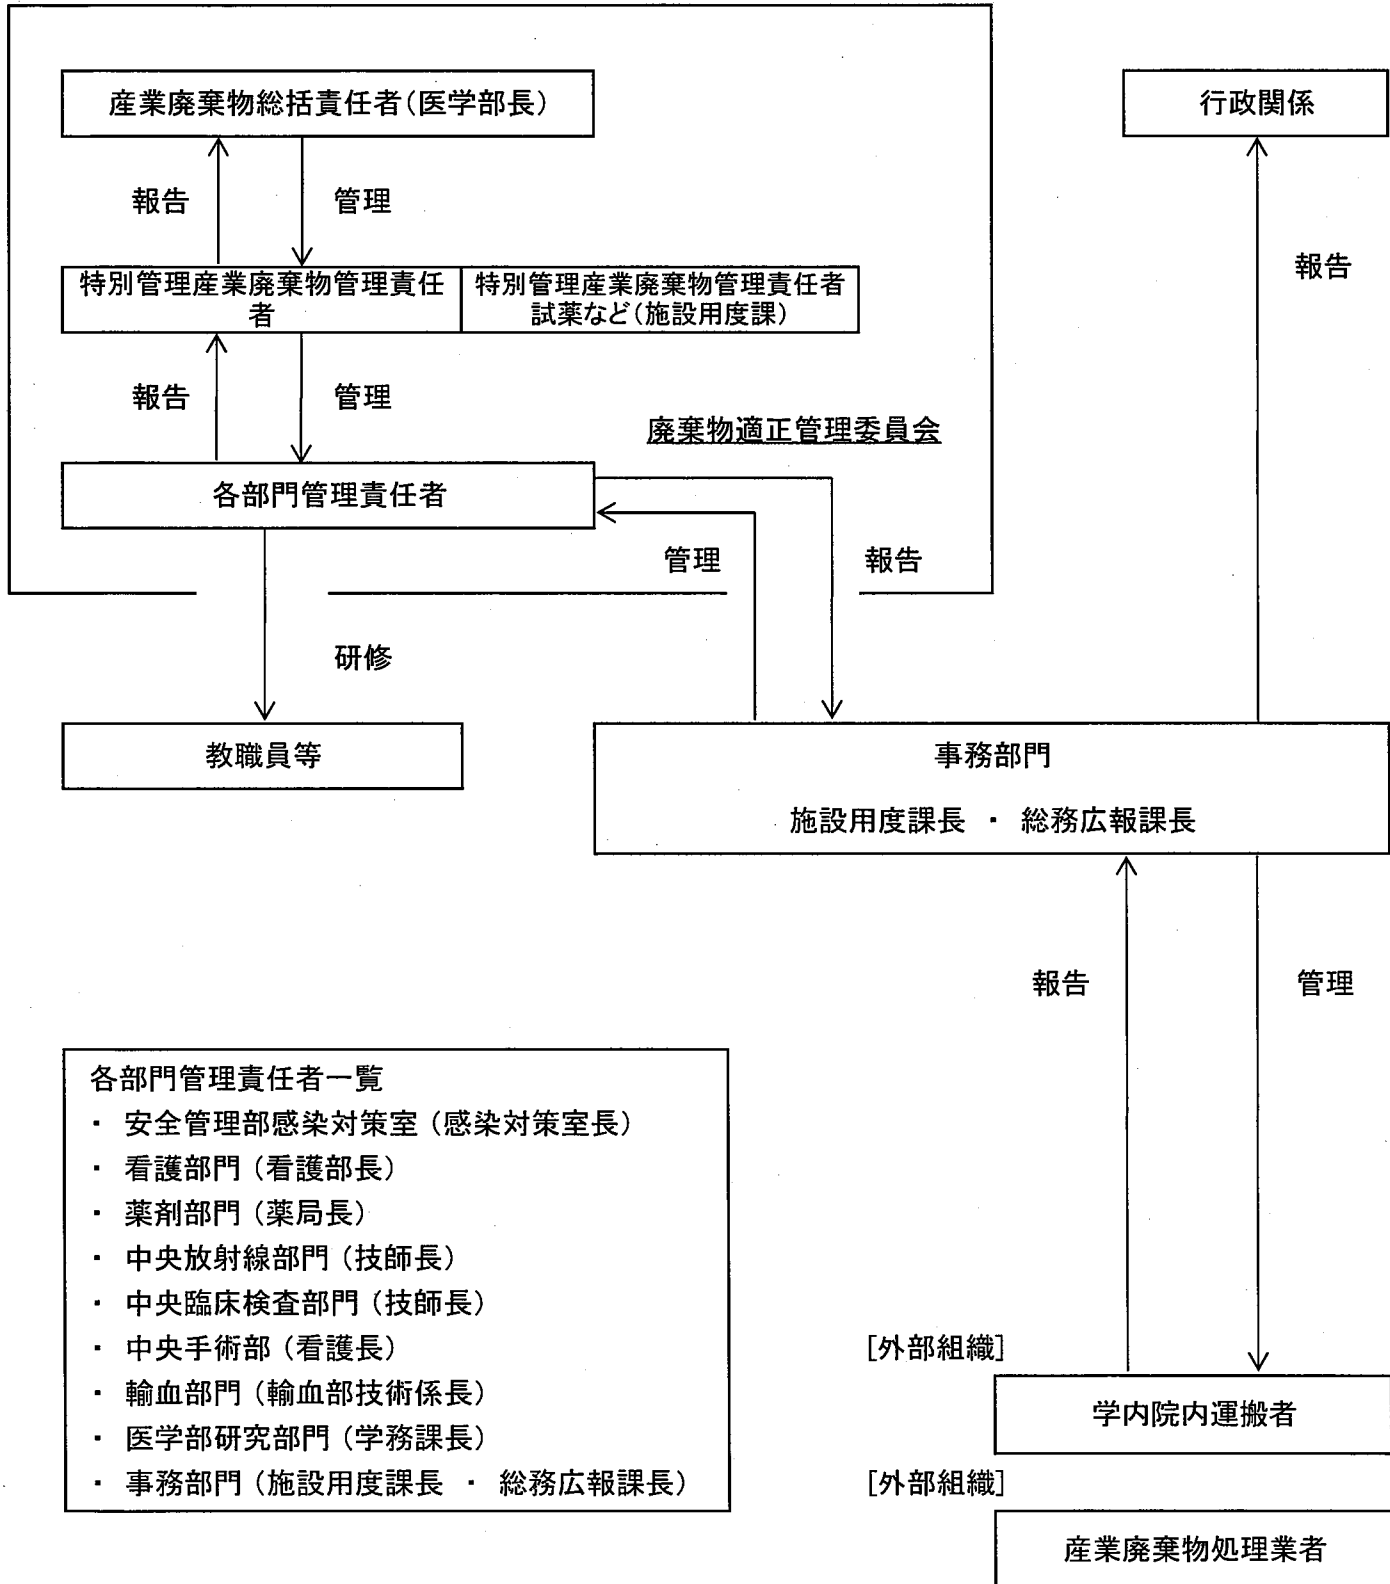 産業廃棄物総括責任者(医学部長)
行政関係
報告
管理
報告
特別管理産業廃棄物管理責任
者
特別管理産業廃棄物管理責任者
試薬など(施設用度課)
報告
管理
廃棄物適正管理委員会
各部門管理責任者
管理
報告
研修
教職員等
事務部門
施設用度課長 ・ 総務広報課長
報告
管理
各部門管理責任者一覧
・ 安全管理部感染対策室(感染対策室長)
・ 看護部門(看護部長)
・ 薬剤部門(薬局長)
・ 中央放射線部門(技師長)
・ 中央臨床検査部門(技師長)
・ 中央手術部(看護長)
・ 輸血部門(輸血部技術係長)
・ 医学部研究部門(学務課長)
・ 事務部門(施設用度課長 ・ 総務広報課長)
[外部組織]
学内院内運搬者
[外部組織]
産業廃棄物処理業者